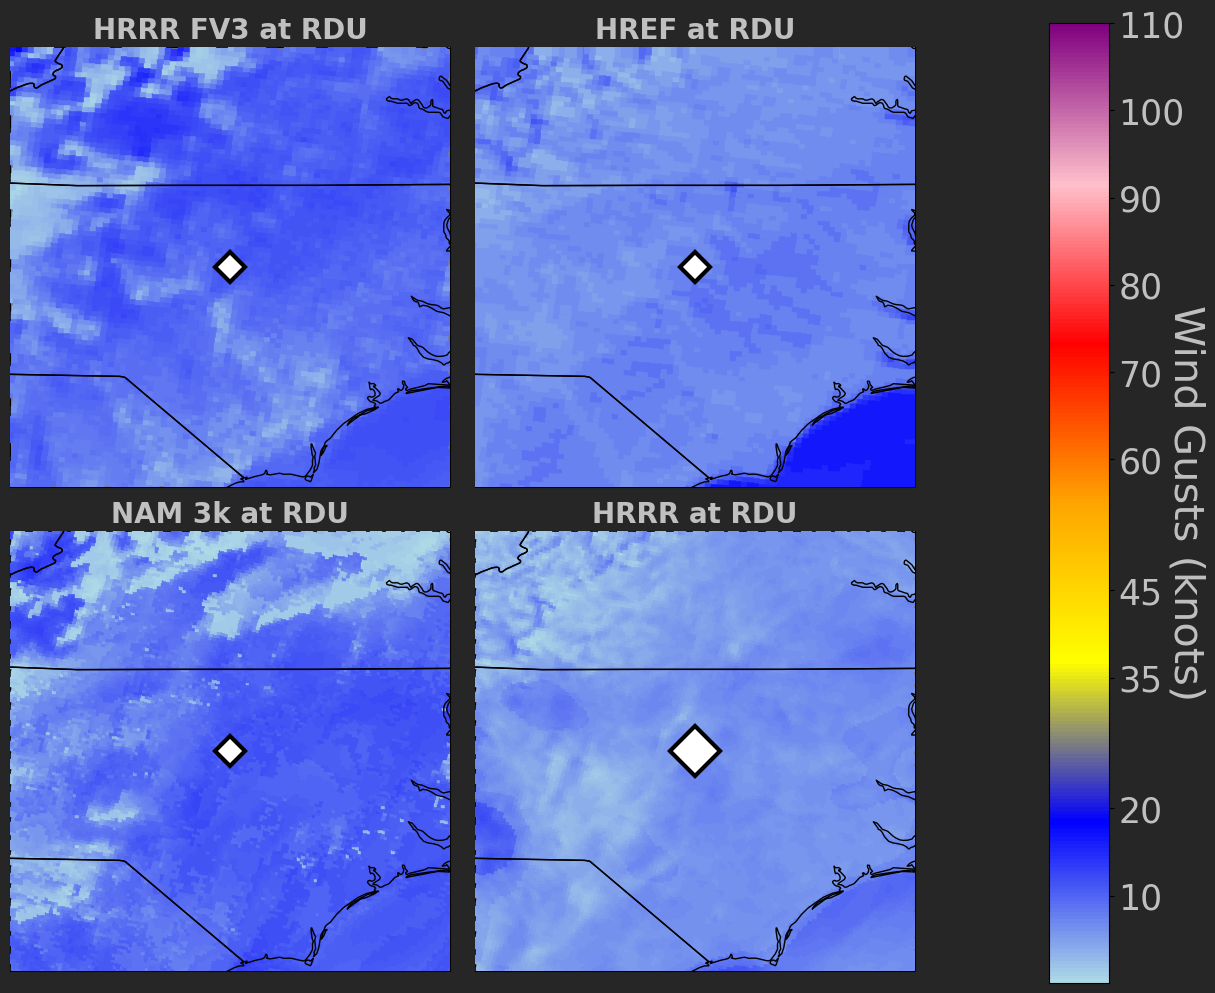 HRRR FV3 at RDU
HREF at RDU
NAM 3k at RDU
HRRR at RDU
110
100
90
80
70
60
45
35
20
10
Wind Gusts (knots)